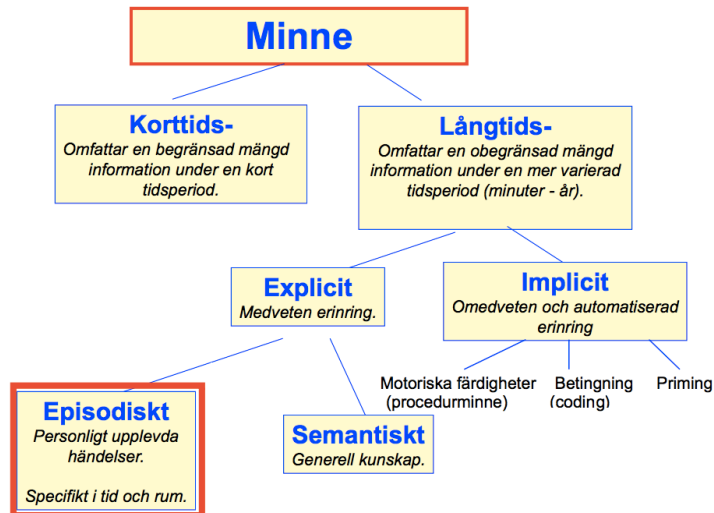 Minne
Korttids-
Omfattar en begränsad mängd
information under en kort
tidsperiod.
Långtids-
Omfattar en obegränsad mängd
information under en mer varierad
tidsperiod (minuter - år).
Explicit
Medveten erinring.
Implicit
Omedveten och automatiserad
erinring
Motoriska färdigheter
(procedurminne)
Betingning
(coding)
Priming
Episodiskt
Personligt upplevda
händelser.
Specifikt i tid och rum.
Semantiskt
Generell kunskap.